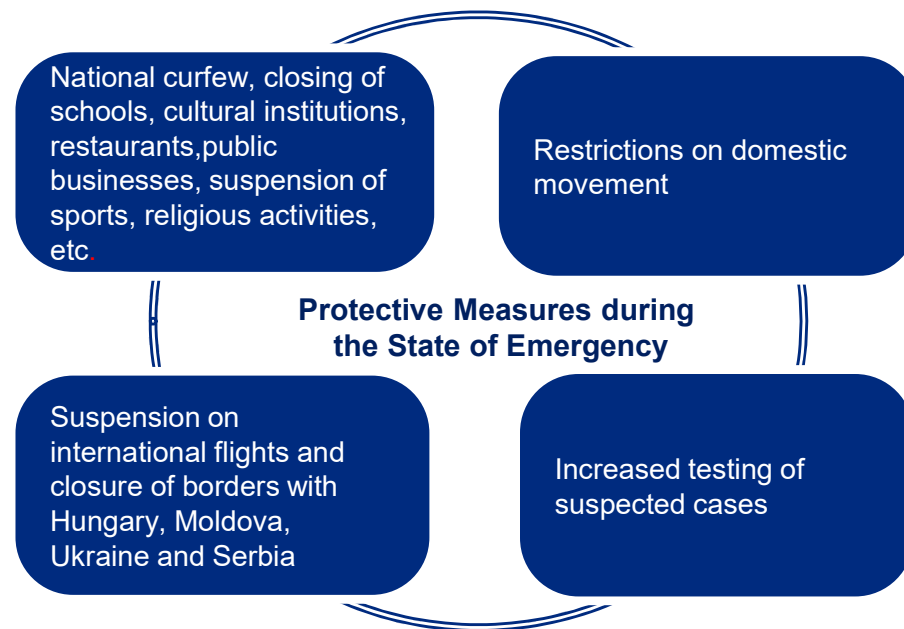 National curfew, closing of
schools, cultural institutions,
restaurants,public
businesses, suspension of
sports, religious activities,
etc.
Restrictions on domestic
movement
Protective Measures during
the State of Emergency
Suspension on
international flights and
closure of borders with
Hungary, Moldova,
Ukraine and Serbia
Increased testing of
suspected cases